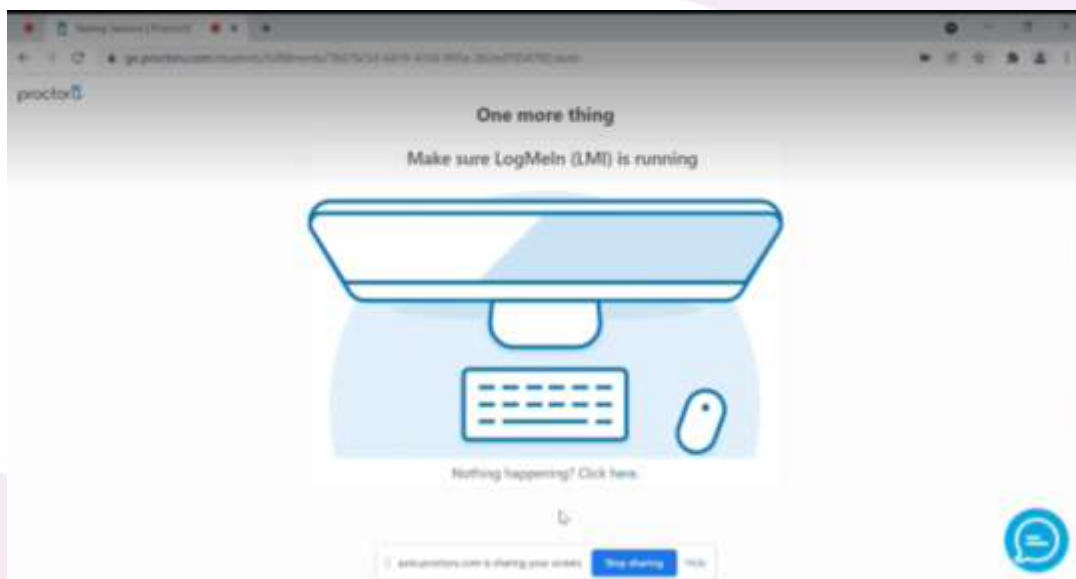 proctoru
One more thing
Make sure LogMeIn (LMI) is running
Nothing happening? Click here.
is sharing your screen. Stop sharing Hide